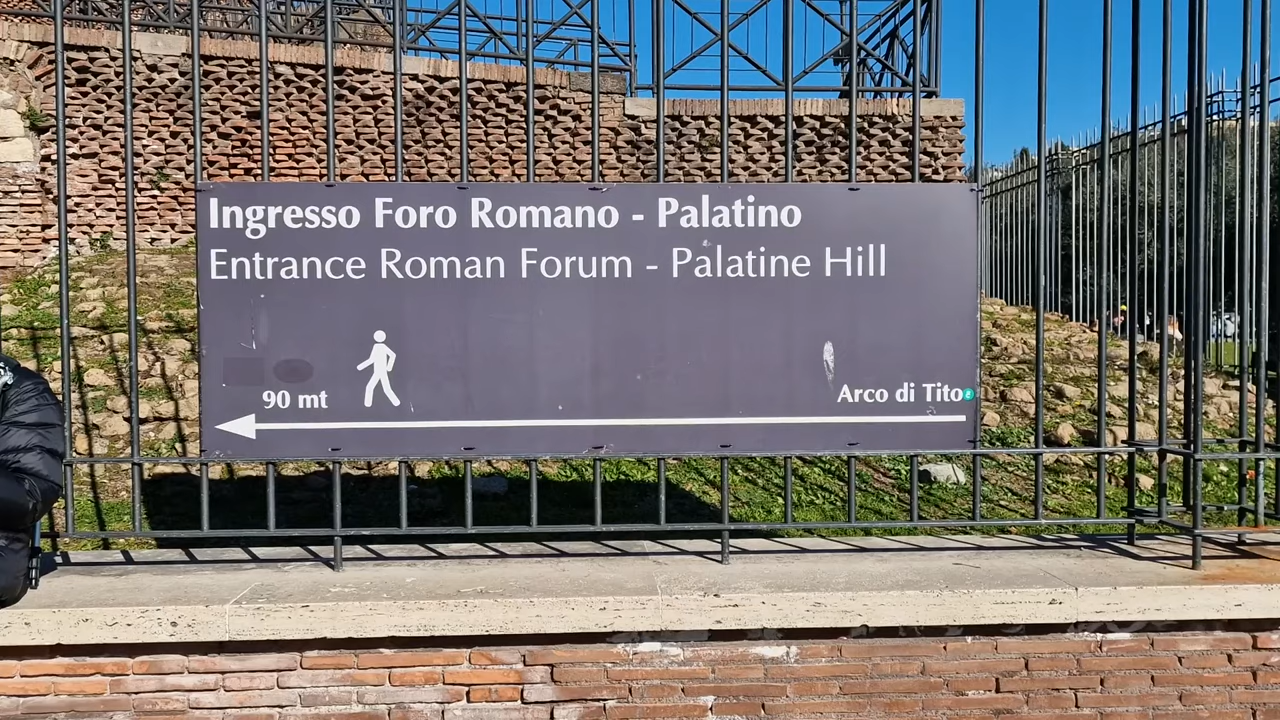 Ingresso Foro Romano - Palatino
Entrance Roman Forum - Palatine Hill
90 mt
Arco di Tito